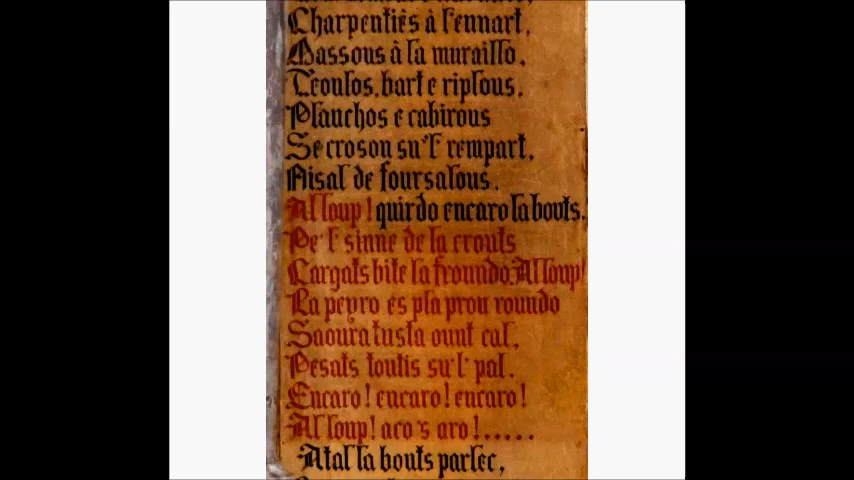 Charpentiés à l'ennart,
Massous à la muraillo,
Teoulos, bart e riplous,
Plauchos e cabirous
Se croson su'l rempart,
Aisal de foursalous.
Al loup! quirdo encaro la bouts,
Pe'l sinne de la crouts
Cargats bite la froundo, Al loup!
La peyro es pla prou roundo
Saoura tusta ount cal,
Pesats toutis su'l pal.
Encaro! encaro! encaro!
Al loup! aco's aro!.....
Atal la bouts parlec,